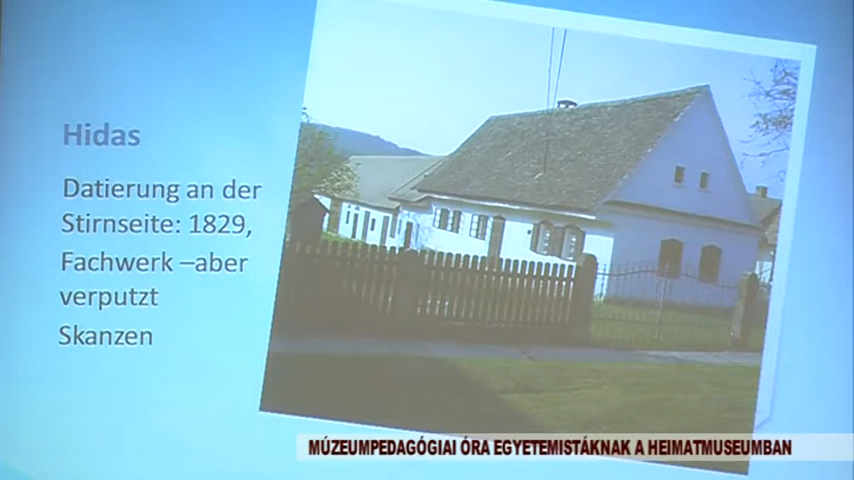 Hidas
Datierung an der
Stirnseite: 1829,
Fachwerk –aber
verputzt
Skanzen
MÚZEUMPEDAGÓGIAI ÓRA EGYETEMISTÁKNAK A HEIMATMUSEUMBAN